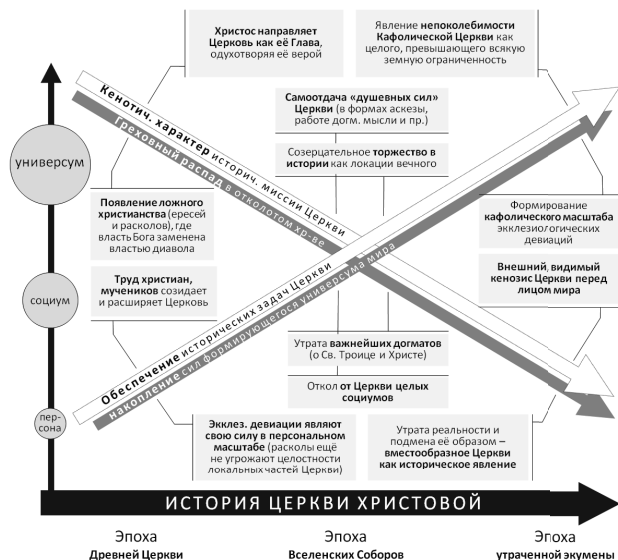 Христос направляет
Церковь как её Глава,
одухотворяя её верой
Явление непоколебимости
Кафолической Церкви как
целого, превышающего всякую
земную ограниченность
Кенотич. характер историч. миссии Церкви
Греховный распад в отколотом хр-ве
Самоотдача «душевных сил»
Церкви (в формах аскезы,
работе догм. мысли и пр.)
Созерцательное торжество в
истории как локации вечного
универсум
Появление ложного
христианства (ересей
и расколов), где
власть Бога заменена
властью диавола
Труд христиан,
мучеников созидает
и расширяет Церковь
Формирование
кафолического масштаба
экклезиологических
девиаций
Внешний, видимый
кенозис Церкви перед
лицом мира
социум
Обеспечение исторических задач Церкви
накопление сил формирующегося универсума мира
Утрата важнейших догматов
(о Св. Троице и Христе)
Откол от Церкви целых
социумов
пер-
сона
Экклез. девиации являют
свою силу в персональном
масштабе (расколы ещё
не угрожают целостности
локальных частей Церкви)
Утрата реальности и
подмена её образом –
вместообразное Церкви
как историческое явление
ИСТОРИЯ ЦЕРКВИ ХРИСТОВОЙ
Эпоха
Древней Церкви
Эпоха
Вселенских Соборов
Эпоха
утраченной экумены